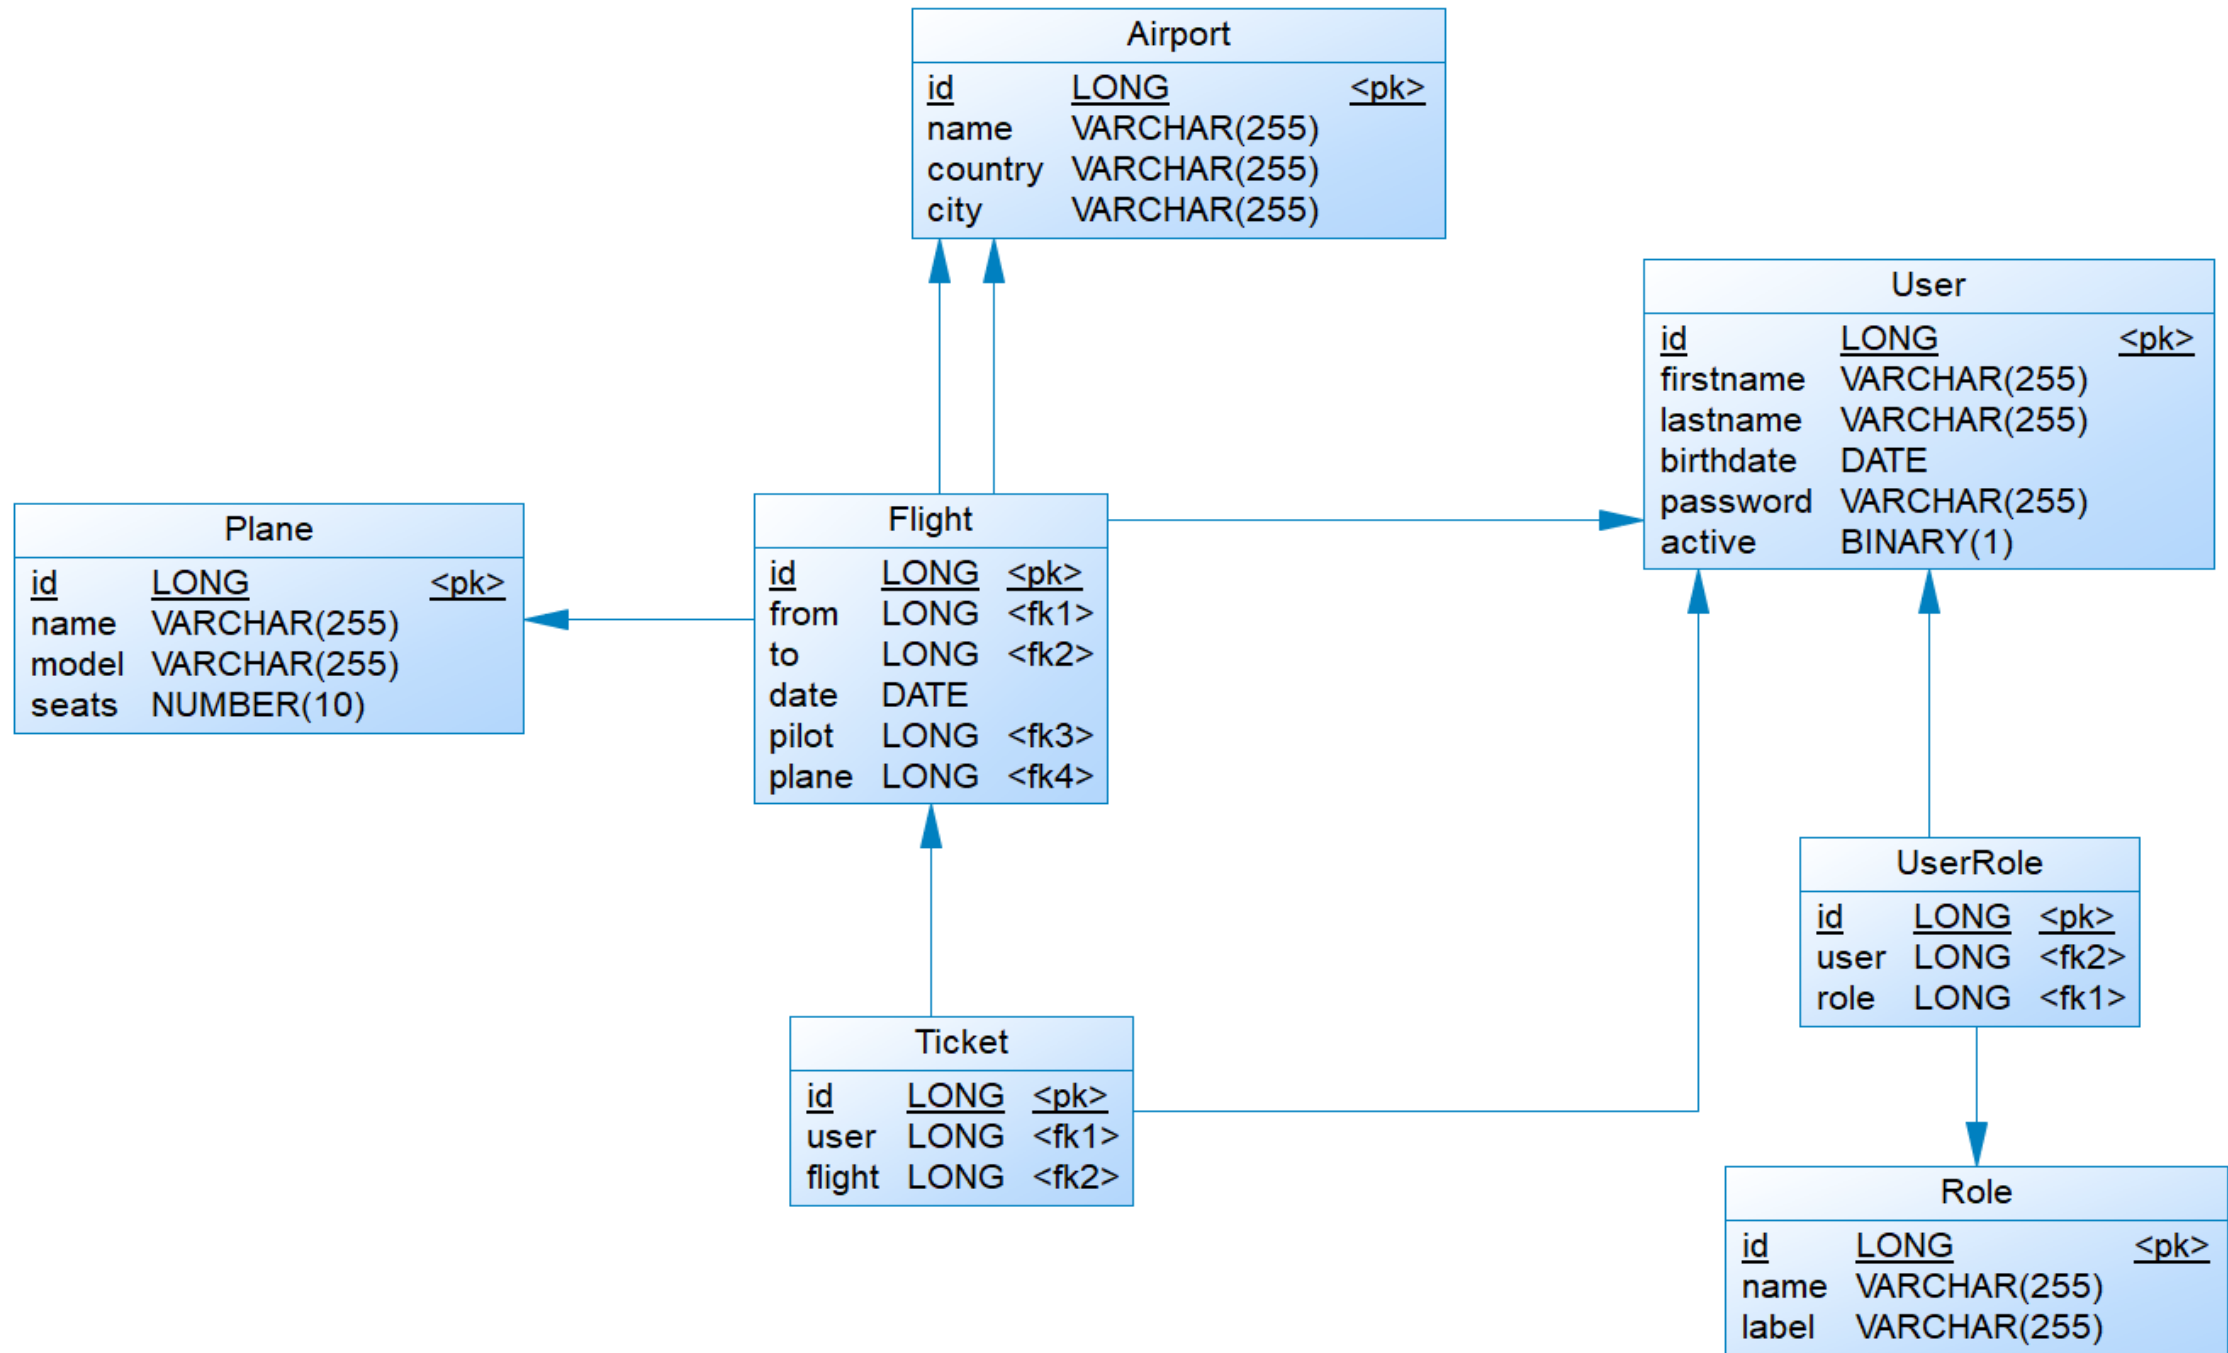 Airport
id LONG <pk>
name VARCHAR(255)
country VARCHAR(255)
city VARCHAR(255)
User
id LONG <pk>
firstname VARCHAR(255)
lastname VARCHAR(255)
birthdate DATE
password VARCHAR(255)
active BINARY(1)
Plane
id LONG <pk>
name VARCHAR(255)
model VARCHAR(255)
seats NUMBER(10)
Flight
id LONG <pk>
from LONG <fk1>
to LONG <fk2>
date DATE
pilot LONG <fk3>
plane LONG <fk4>
UserRole
id LONG <pk>
user LONG <fk2>
role LONG <fk1>
Ticket
id LONG <pk>
user LONG <fk1>
flight LONG <fk2>
Role
id LONG <pk>
name VARCHAR(255)
label VARCHAR(255)